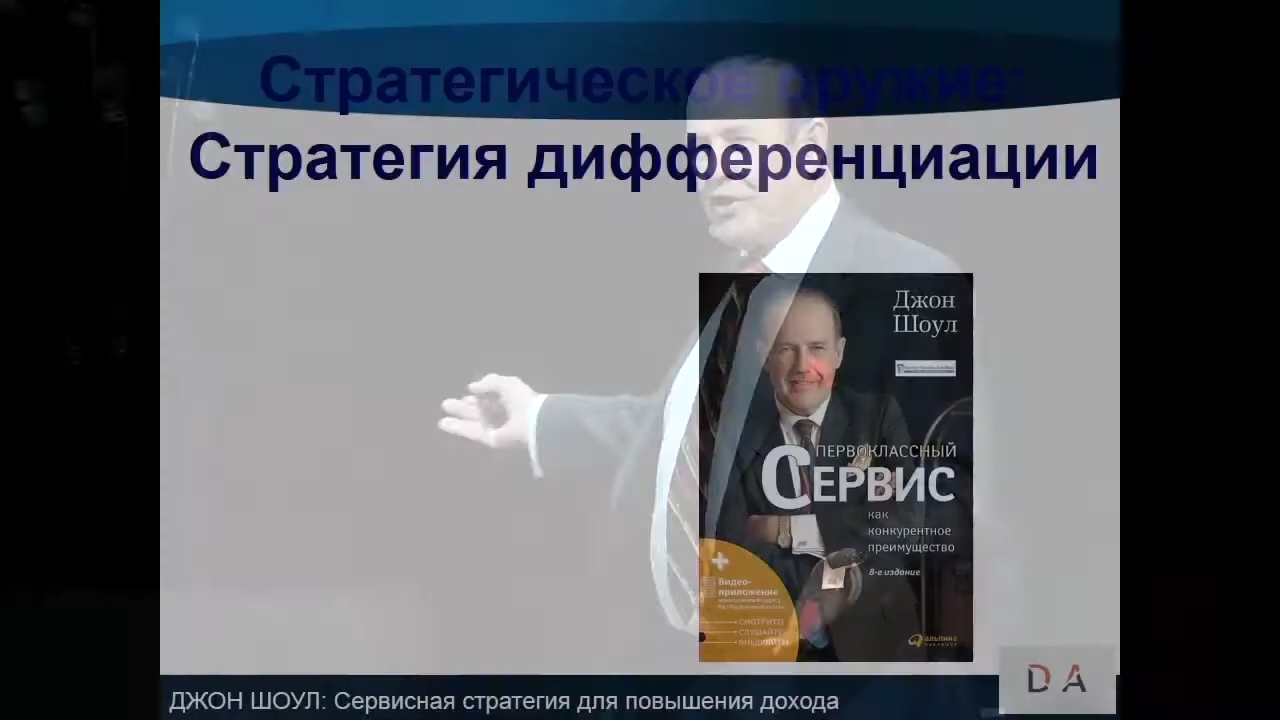 Стратегическое оружие:
Стратегия дифференциации
Джон
Шоул
ПЕРВОКЛАССНЫЙ
СЕРВИС
как
конкурентное
преимущество
8-е издание
Видео-
приложение
СМОТРИТЕ!
СЛУШАЙТЕ!
ВНЕДРЯЙТЕ!
альпина
ДЖОН ШОУЛ: Сервисная стратегия для повышения дохода
D A